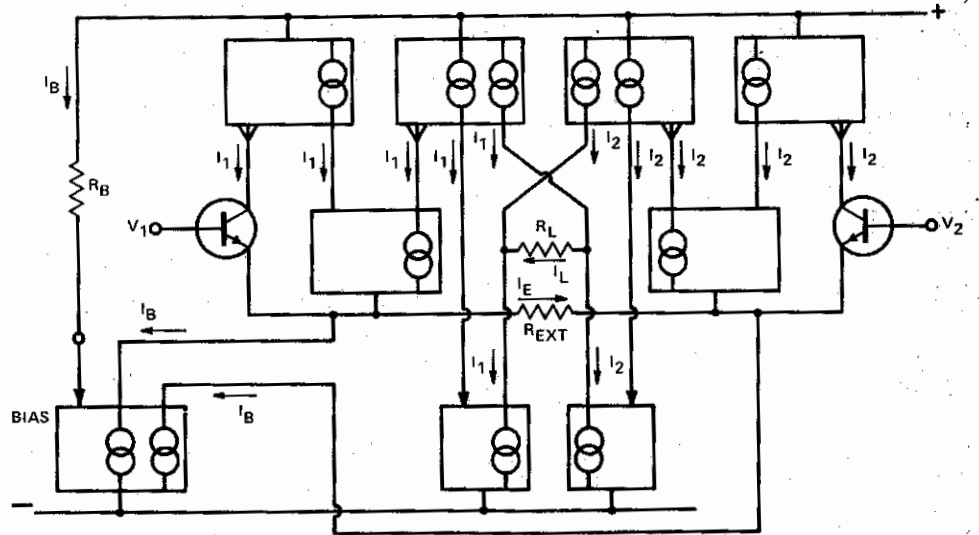 +
I_B
I_1
I_1
I_1
I_1
I_1
I_2
I_2
I_2
I_2
I_2
R_B
V_1
V_2
R_L
I_L
I_E
R_EXT
I_B
I_1
I_2
I_B
BIAS
−